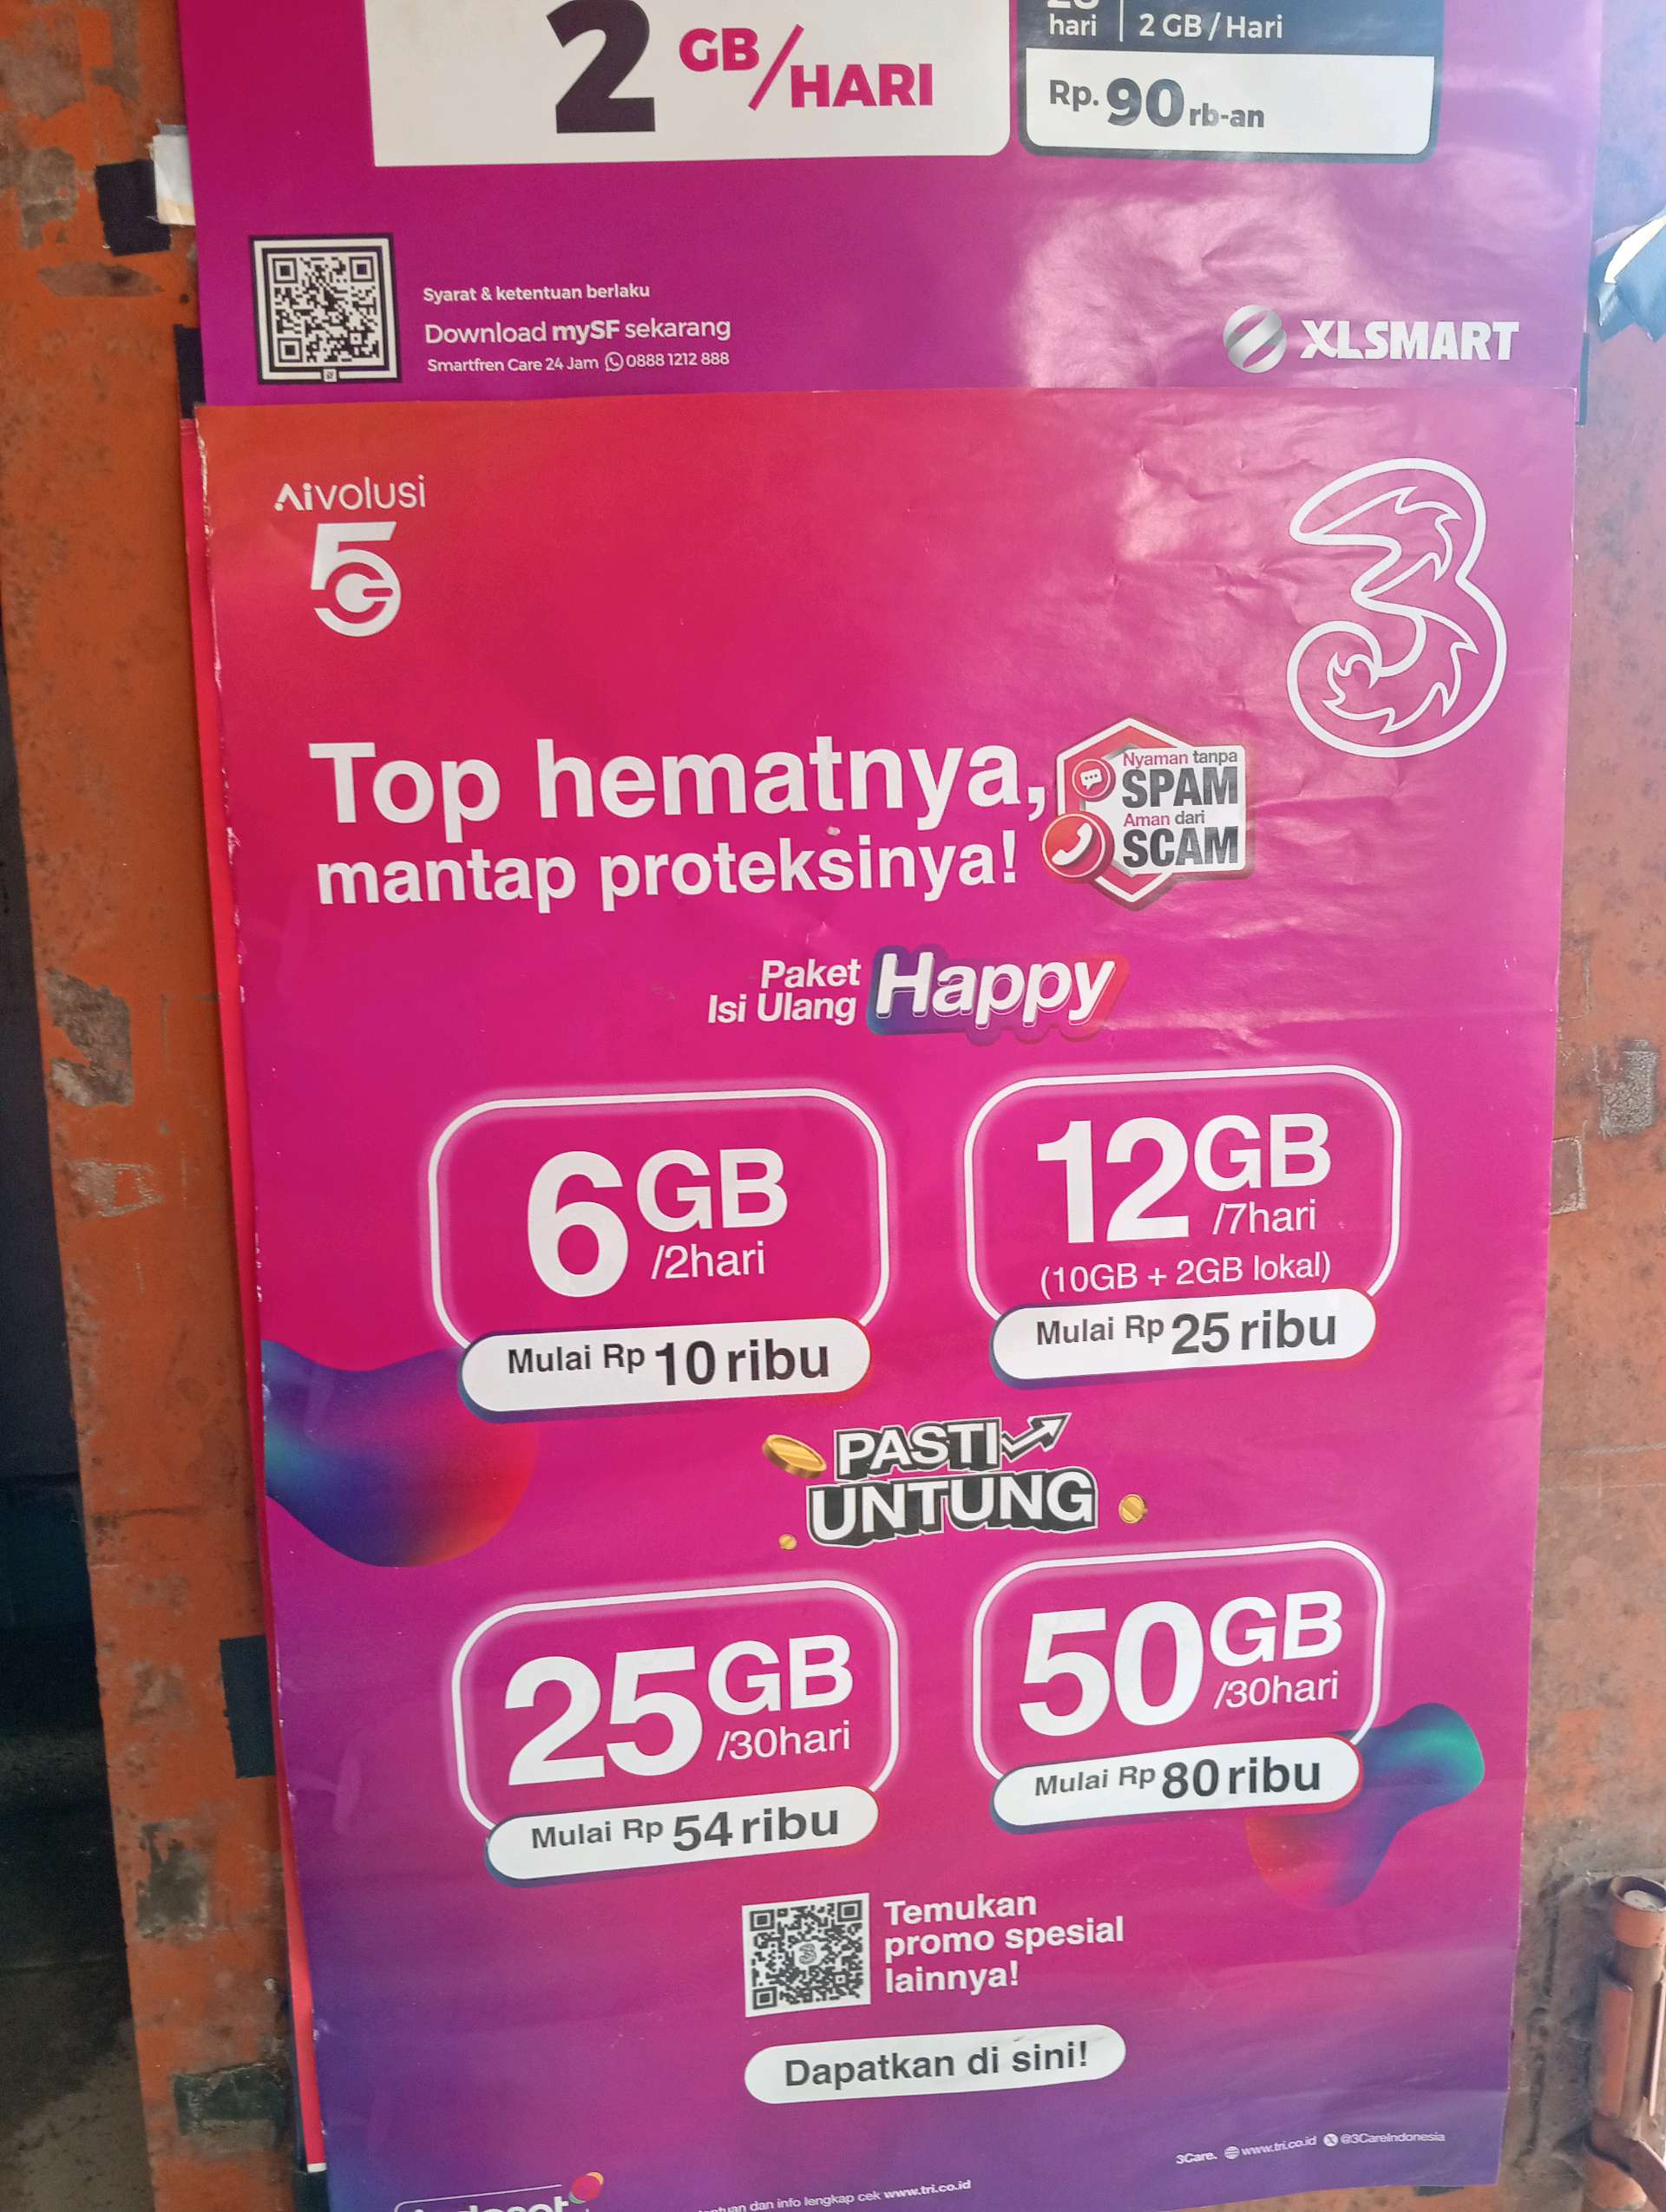 2 GB/HARI
hari | 2 GB/Hari
Rp. 90 rb-an
Syarat & ketentuan berlaku
Download mySF sekarang
Smartfren Care 24 Jam 0888 1212 888
XLSMART
Aivolusi
5G
3
Top hematnya,
mantap proteksinya!
Nyaman tanpa
SPAM
Aman dari
SCAM
Paket
Isi Ulang
Happy
6GB
/2hari
Mulai Rp 10 ribu
12GB
/7hari
(10GB + 2GB lokal)
Mulai Rp 25 ribu
PASTI
UNTUNG
25GB
/30hari
Mulai Rp 54 ribu
50GB
/30hari
Mulai Rp 80 ribu
Temukan
promo spesial
lainnya!
Dapatkan di sini!
3Care. www.tri.co.id @3CareIndonesia
dan info lengkap cek www.tri.co.id